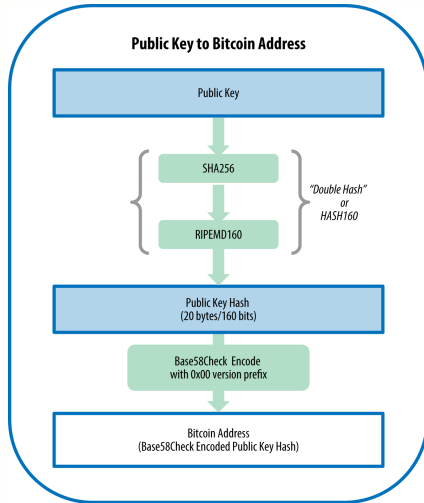 Public Key to Bitcoin Address
Public Key
SHA256
"Double Hash"
or
HASH160
RIPEMD160
Public Key Hash
(20 bytes/160 bits)
Base58Check Encode
with 0x00 version prefix
Bitcoin Address
(Base58Check Encoded Public Key Hash)